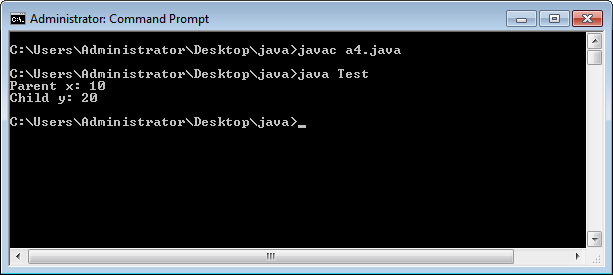 Administrator: Command Prompt
C:\Users\Administrator\Desktop\java>javac a4.java
C:\Users\Administrator\Desktop\java>java Test
Parent x: 10
Child y: 20
C:\Users\Administrator\Desktop\java>_